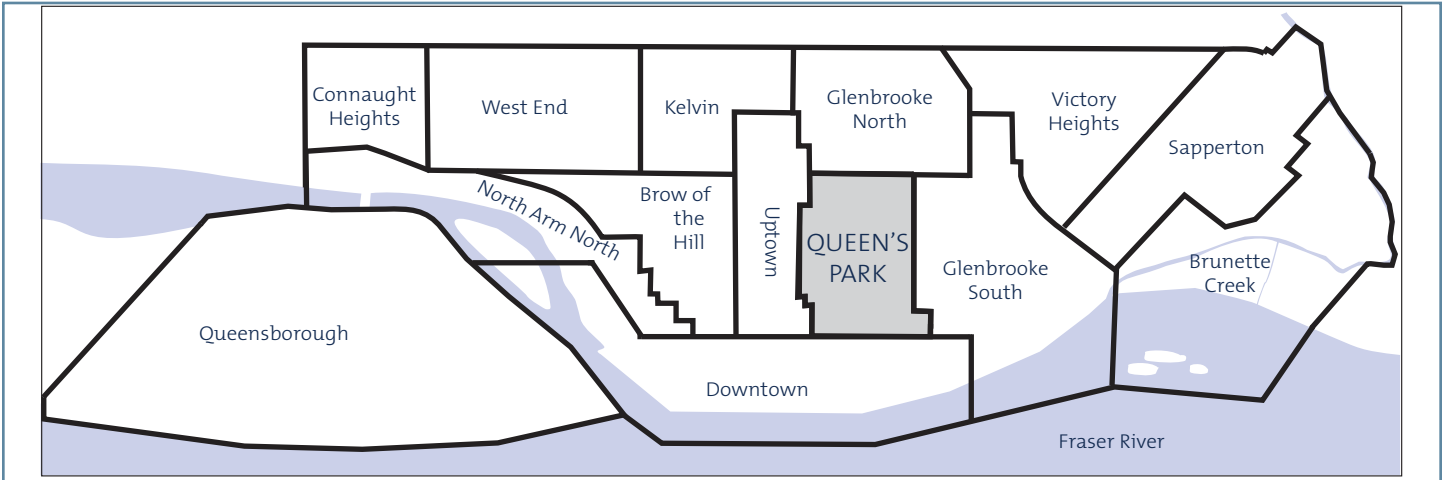 Connaught
Heights
West End
Kelvin
Glenbrooke
North
Victory
Heights
Sapperton
North Arm North
Brow of
the
Hill
Uptown
QUEEN'S
PARK
Glenbrooke
South
Brunette
Creek
Queensborough
Downtown
Fraser River